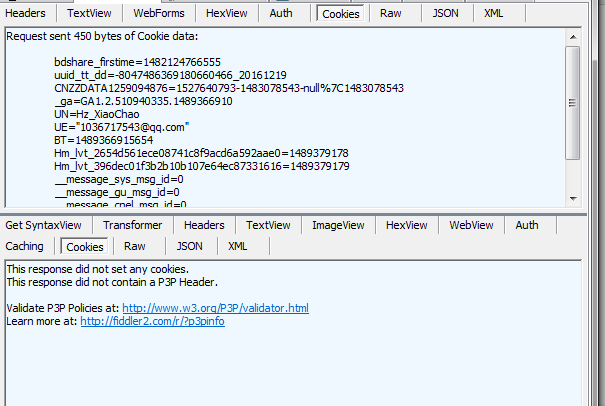 Headers TextView WebForms HexView Auth Cookies Raw JSON XML
Request sent 450 bytes of Cookie data:
bdshare_firstime=1482124766555
uuid_tt_dd=-8047486369180660466_20161219
CNZZDATA1259094876=1527640793-1483078543-null%7C1483078543
_ga=GA1.2.510940335.1489366910
UN=Hz_XiaoChao
UE="1036717543@qq.com"
BT=1489366915654
Hm_lvt_2654d561ece08741c8f9acd6a592aae0=1489379178
Hm_lvt_396dec01f3b2b10b107e64ec87331616=1489379179
__message_sys_msg_id=0
__message_gu_msg_id=0
__message_cnel_msg_id=0
Get SyntaxView Transformer Headers TextView ImageView HexView WebView Auth
Caching Cookies Raw JSON XML
This response did not set any cookies.
This response did not contain a P3P Header.
Validate P3P Policies at: http://www.w3.org/P3P/validator.html
Learn more at: http://fiddler2.com/r/?p3pinfo